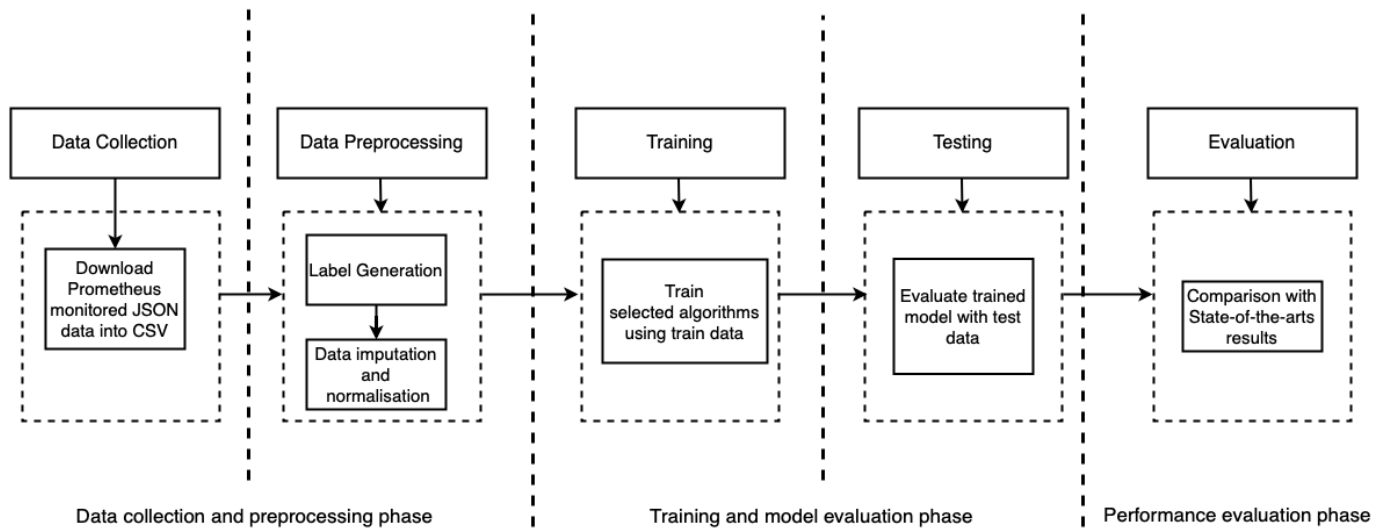 Data Collection
Data Preprocessing
Training
Testing
Evaluation
Download
Prometheus
monitored JSON
data into CSV
Label Generation
Data imputation
and
normalisation
Train
selected algorithms
using train data
Evaluate trained
model with test
data
Comparison with
State-of-the-arts
results
Data collection and preprocessing phase
Training and model evaluation phase
Performance evaluation phase